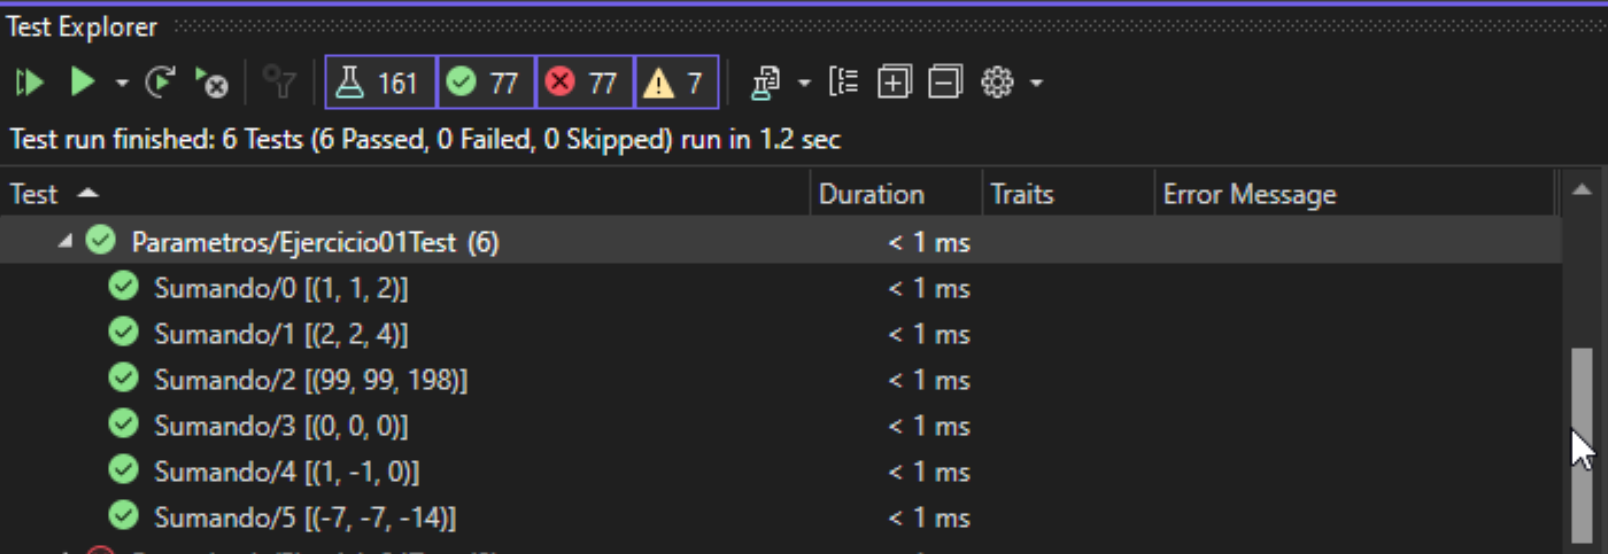 Test Explorer
161 77 77 7
Test run finished: 6 Tests (6 Passed, 0 Failed, 0 Skipped) run in 1.2 sec
Test Duration Traits Error Message
Parametros/Ejercicio01Test (6) < 1 ms
Sumando/0 [(1, 1, 2)] < 1 ms
Sumando/1 [(2, 2, 4)] < 1 ms
Sumando/2 [(99, 99, 198)] < 1 ms
Sumando/3 [(0, 0, 0)] < 1 ms
Sumando/4 [(1, -1, 0)] < 1 ms
Sumando/5 [(-7, -7, -14)] < 1 ms